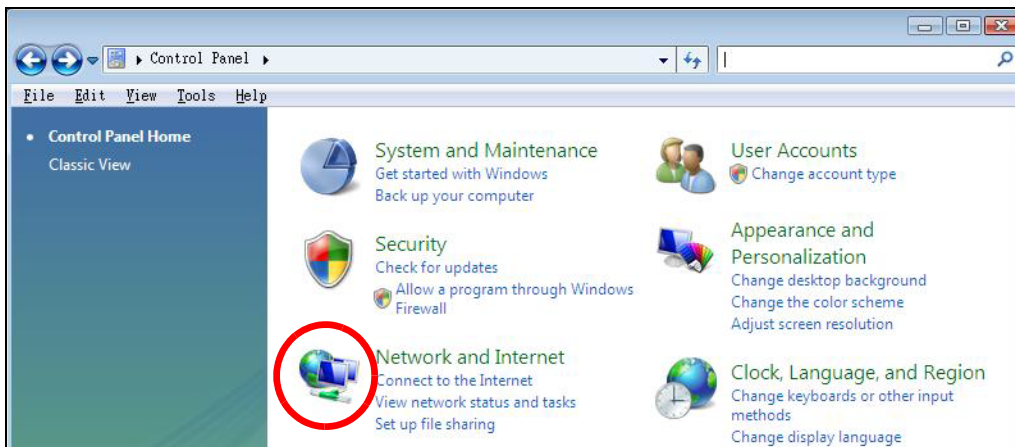 Control Panel
File Edit View Tools Help
Control Panel Home
Classic View
System and Maintenance
Get started with Windows
Back up your computer
Security
Check for updates
Allow a program through Windows
Firewall
Network and Internet
Connect to the Internet
View network status and tasks
Set up file sharing
User Accounts
Change account type
Appearance and
Personalization
Change desktop background
Change the color scheme
Adjust screen resolution
Clock, Language, and Region
Change keyboards or other input
methods
Change display language